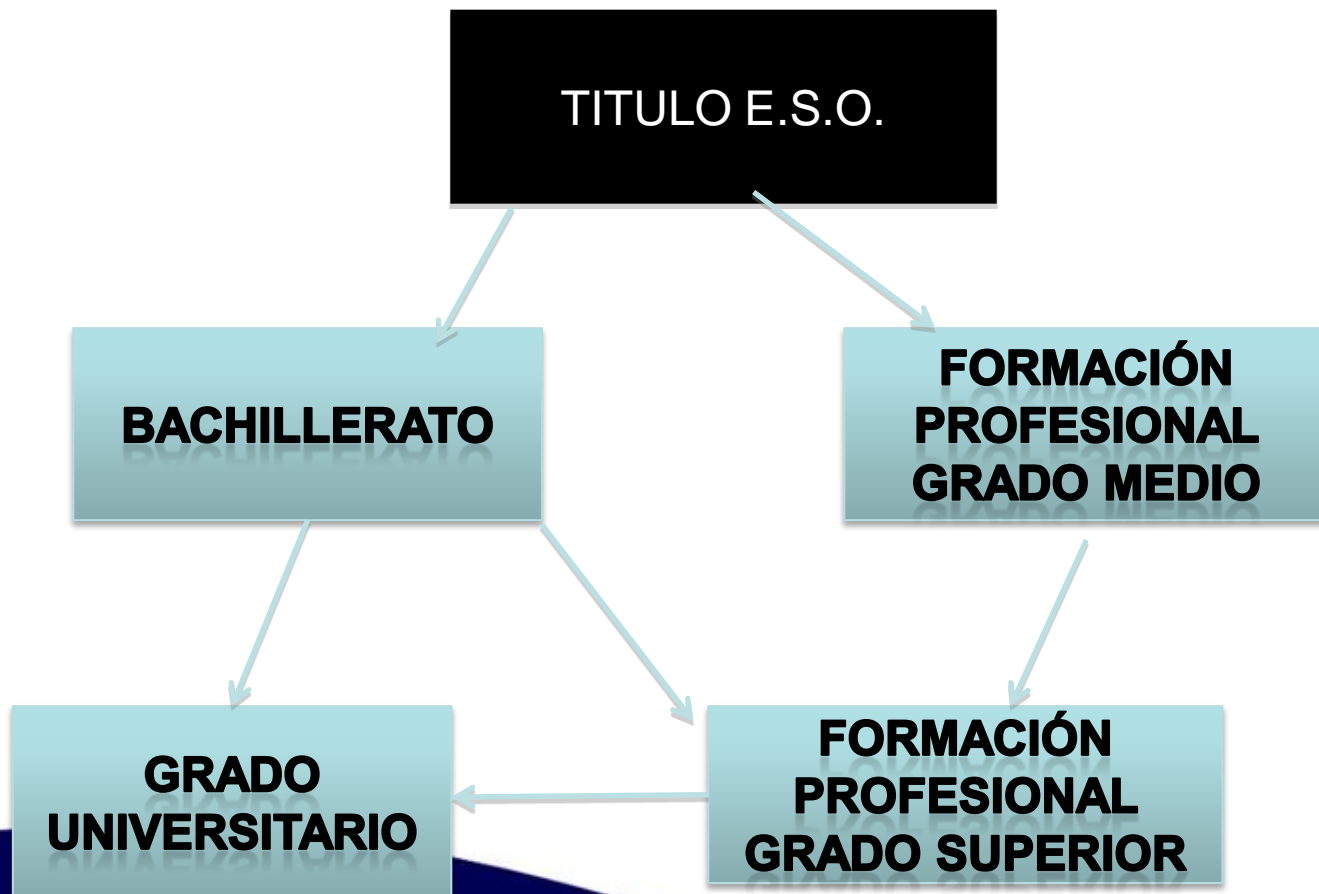 TITULO E.S.O.
BACHILLERATO
FORMACIÓN
PROFESIONAL
GRADO MEDIO
GRADO
UNIVERSITARIO
FORMACIÓN
PROFESIONAL
GRADO SUPERIOR